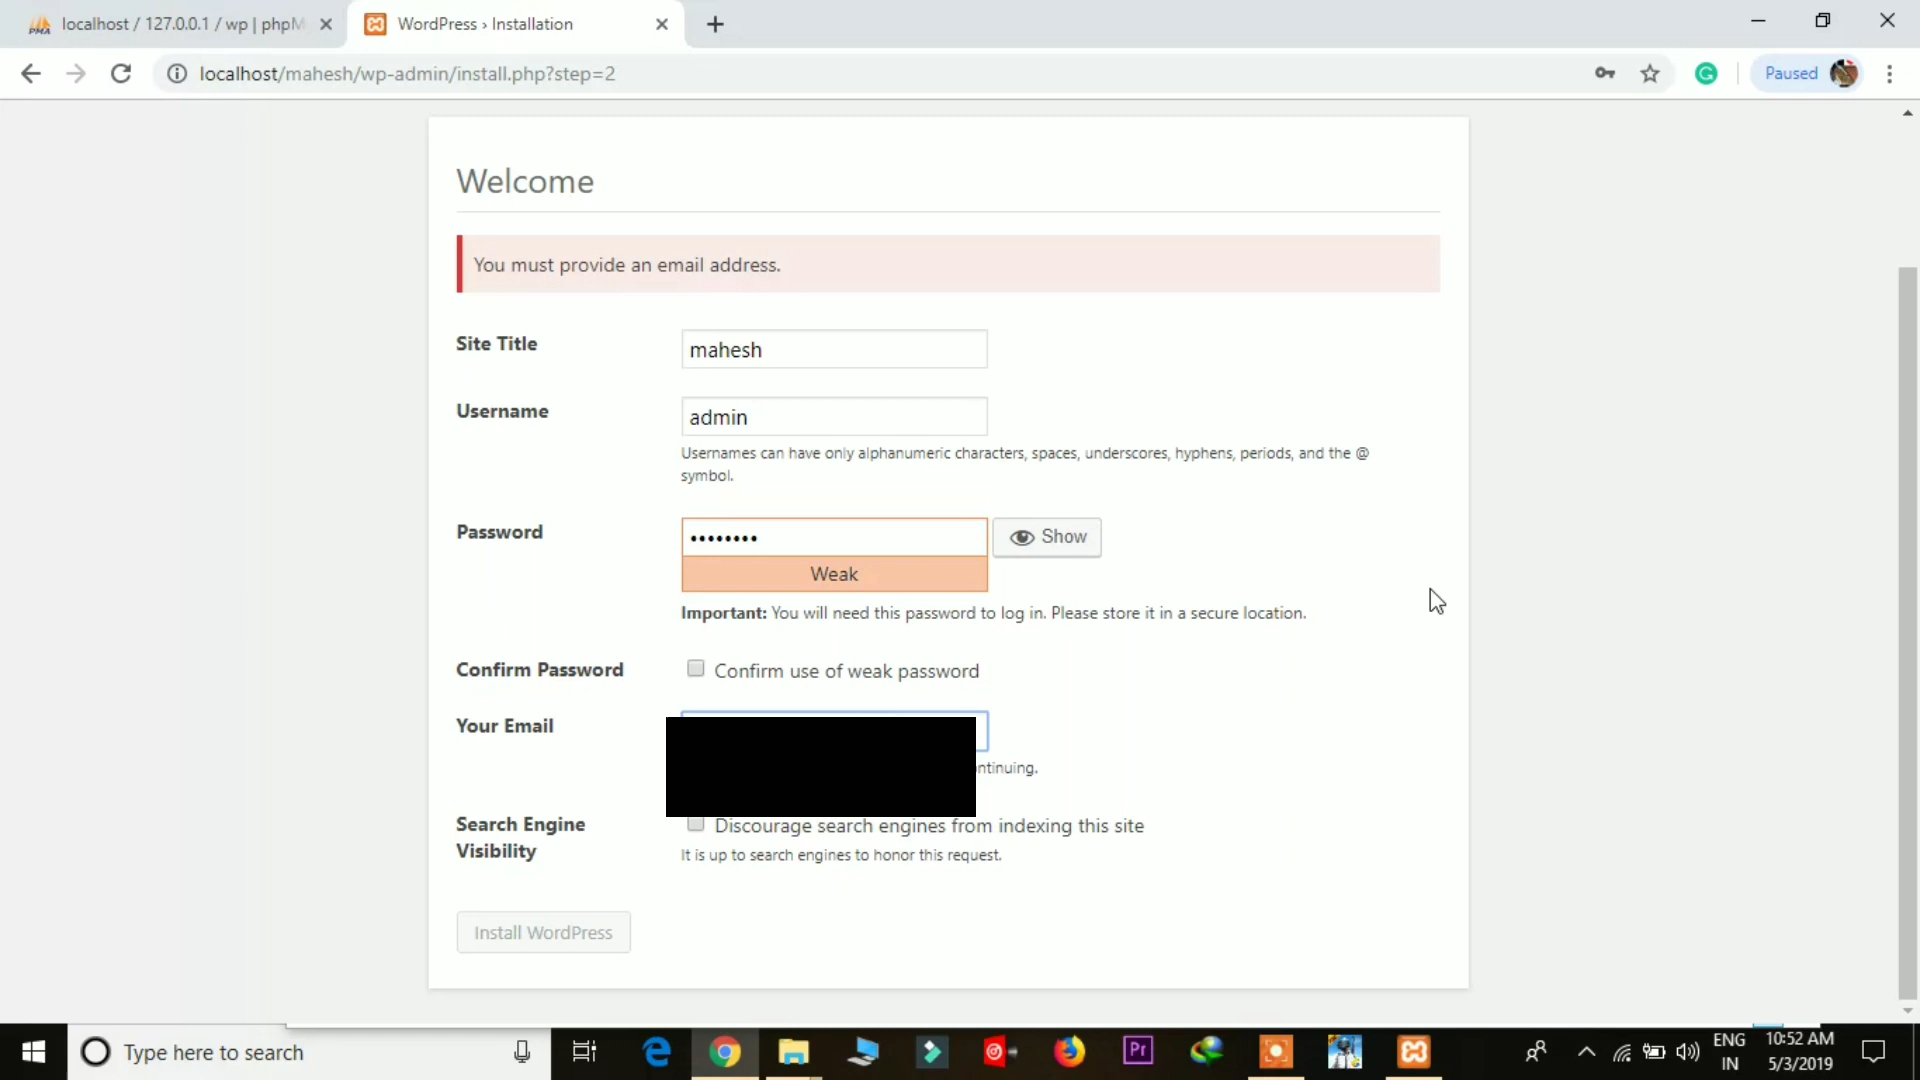 localhost / 127.0.0.1 / wp | phpM
WordPress › Installation
localhost/mahesh/wp-admin/install.php?step=2
Paused
Welcome
You must provide an email address.
Site Title
mahesh
Username
admin
Usernames can have only alphanumeric characters, spaces, underscores, hyphens, periods, and the @
symbol.
Password
••••••••
Show
Weak
Important: You will need this password to log in. Please store it in a secure location.
Confirm Password
Confirm use of weak password
Your Email
ntinuing.
Search Engine
Visibility
Discourage search engines from indexing this site
It is up to search engines to honor this request.
Install WordPress
Type here to search
Pr
ENG
IN
10:52 AM
5/3/2019